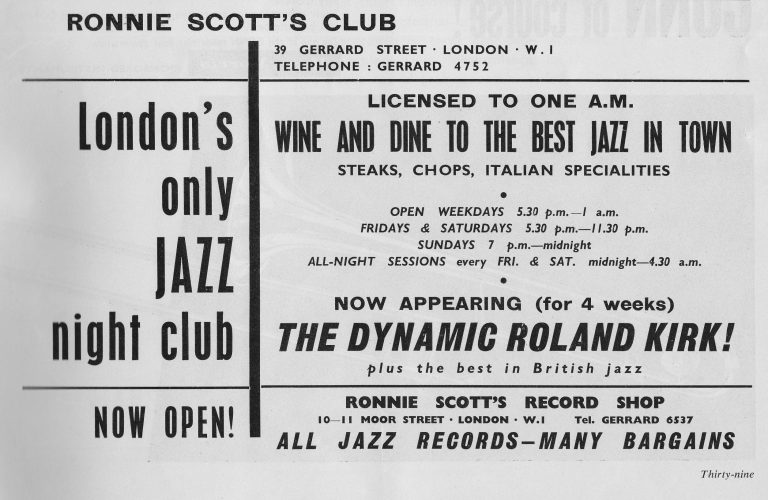 RONNIE SCOTT'S CLUB
39 GERRARD STREET · LONDON · W.1
TELEPHONE : GERRARD 4752
London's
only
JAZZ
night club
NOW OPEN!
LICENSED TO ONE A.M.
WINE AND DINE TO THE BEST JAZZ IN TOWN
STEAKS, CHOPS, ITALIAN SPECIALITIES
OPEN WEEKDAYS 5.30 p.m.—1 a.m.
FRIDAYS & SATURDAYS 5.30 p.m.—11.30 p.m.
SUNDAYS 7 p.m.—midnight
ALL-NIGHT SESSIONS every FRI. & SAT. midnight—4.30 a.m.
NOW APPEARING (for 4 weeks)
THE DYNAMIC ROLAND KIRK!
plus the best in British jazz
RONNIE SCOTT'S RECORD SHOP
10—11 MOOR STREET · LONDON · W.1 Tel. GERRARD 6537
ALL JAZZ RECORDS—MANY BARGAINS
Thirty-nine